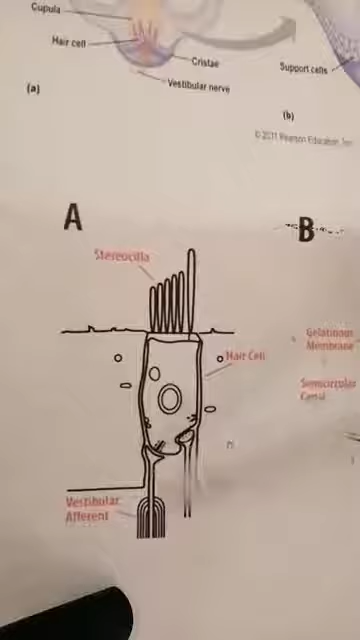 Cupula
Hair cell
Cristae
Vestibular nerve
Support cells
(a)
(b)
© 2011 Pearson Education, Inc.
A
B
Stereocilia
Hair Cell
Gelatinous
Membrane
Semicircular
Canal
Vestibular
Afferent